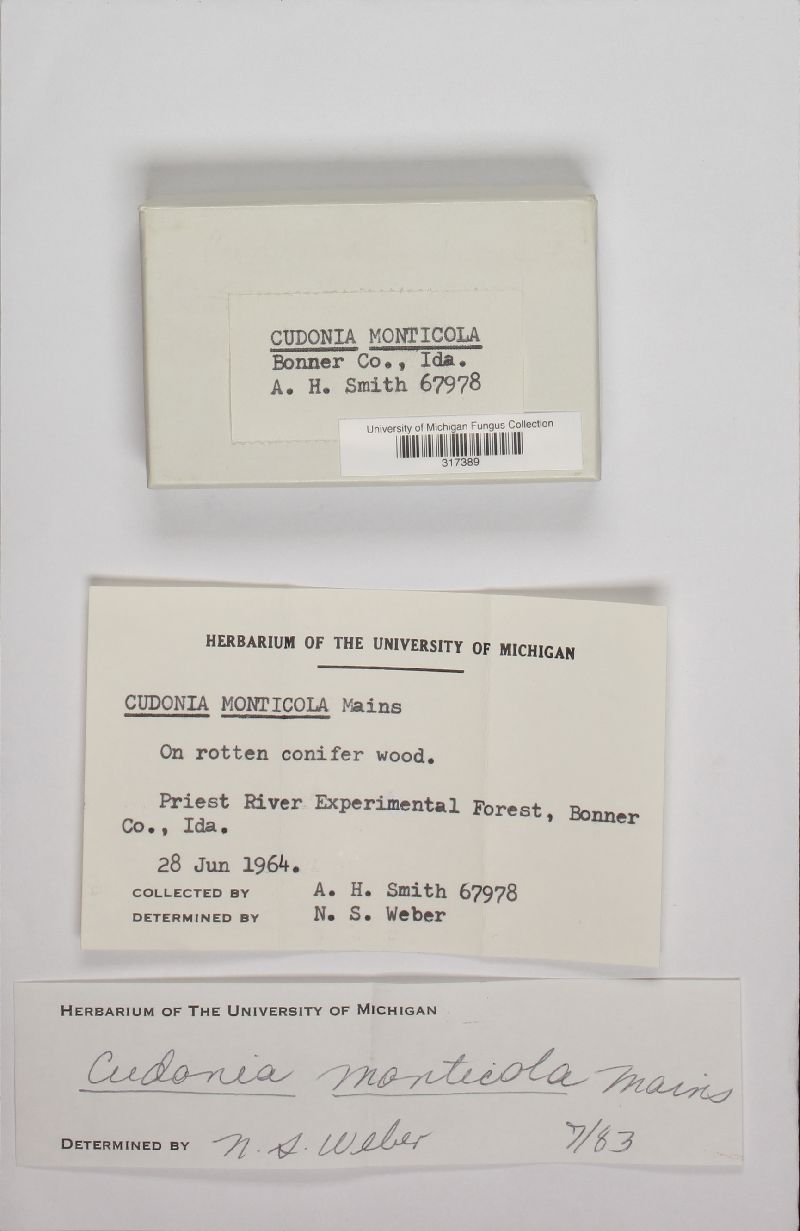 CUDONIA MONTICOLA
Bonner Co., Ida.
A. H. Smith 67978
University of Michigan Fungus Collection
317389
HERBARIUM OF THE UNIVERSITY OF MICHIGAN
CUDONIA MONTICOLA Mains
On rotten conifer wood.
Priest River Experimental Forest, Bonner
Co., Ida.
28 Jun 1964.
COLLECTED BY A. H. Smith 67978
DETERMINED BY N. S. Weber
HERBARIUM OF THE UNIVERSITY OF MICHIGAN
Cudonia monticola Mains
DETERMINED BY N. S. Weber 7/83